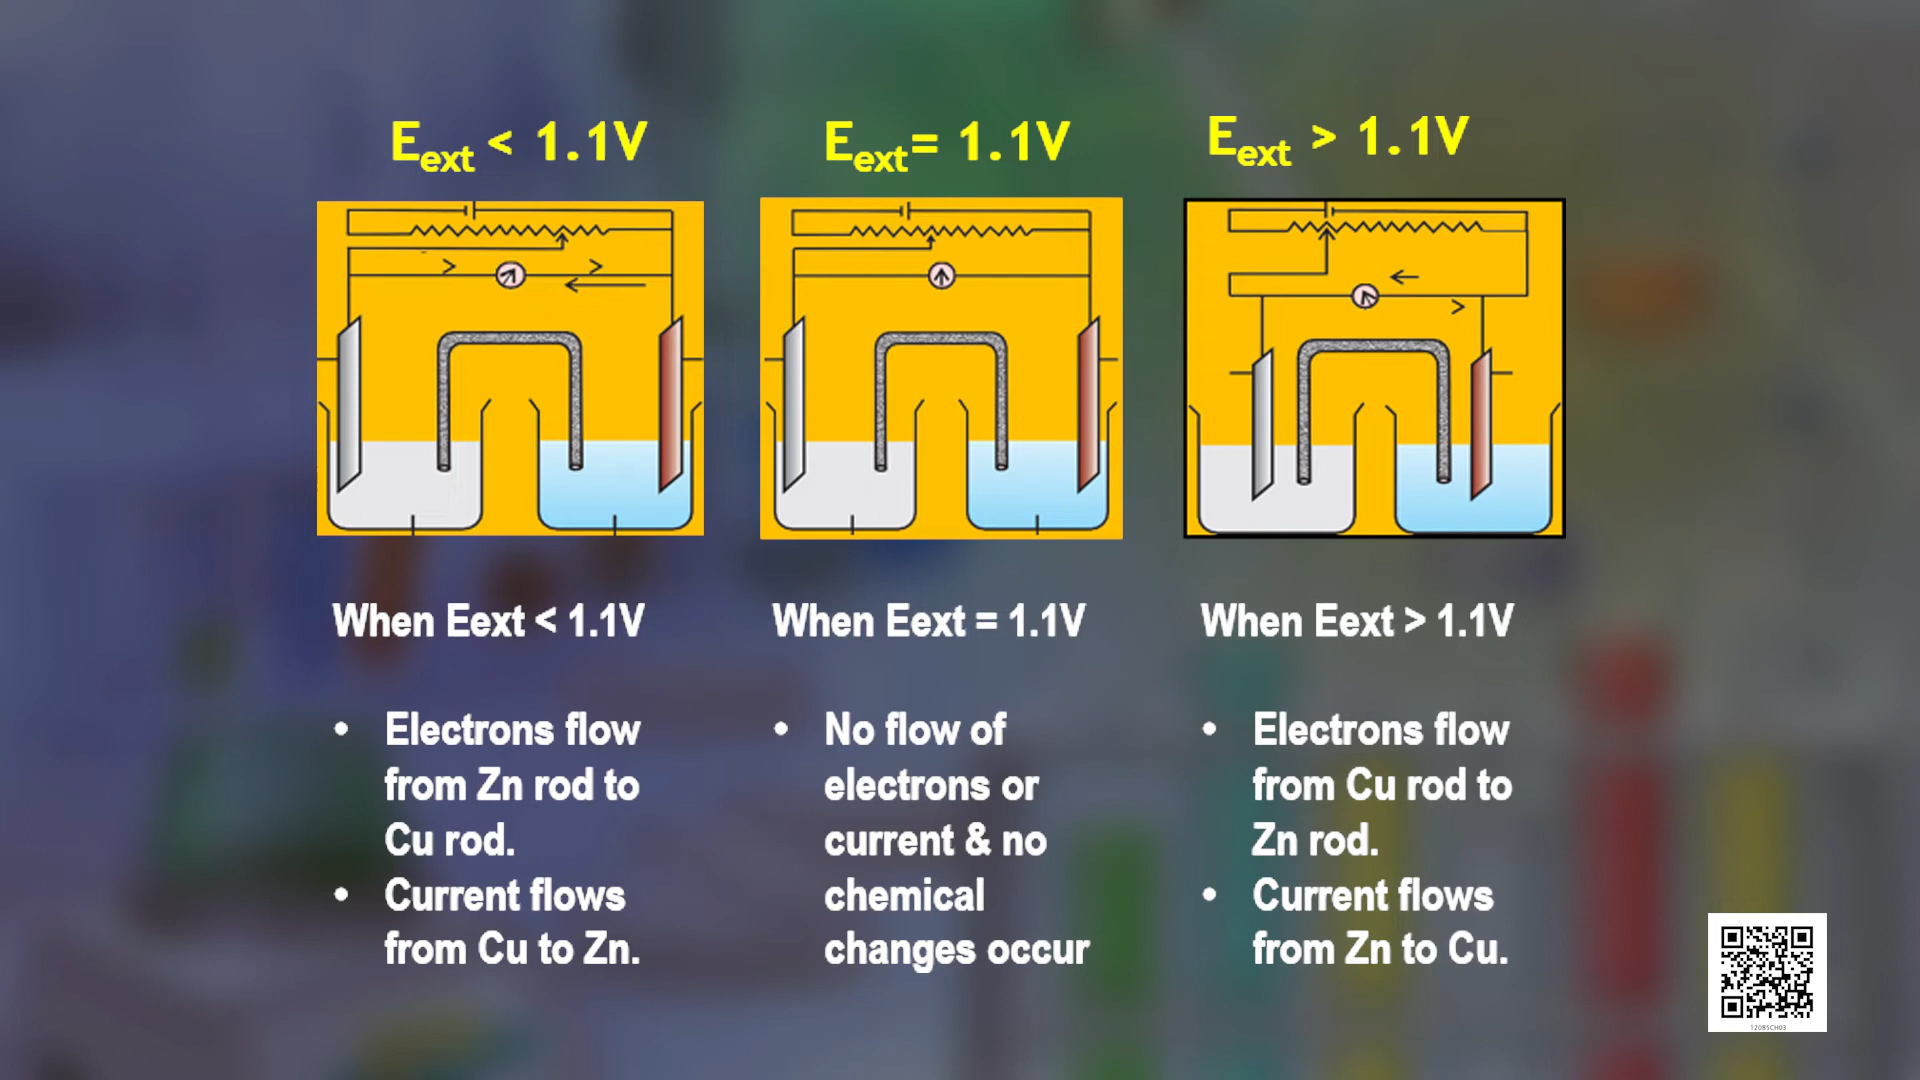 Eext < 1.1V
Eext = 1.1V
Eext > 1.1V
When Eext < 1.1V
• Electrons flow
from Zn rod to
Cu rod.
• Current flows
from Cu to Zn.
When Eext = 1.1V
• No flow of
electrons or
current & no
chemical
changes occur
When Eext > 1.1V
• Electrons flow
from Cu rod to
Zn rod.
• Current flows
from Zn to Cu.
12085CH03